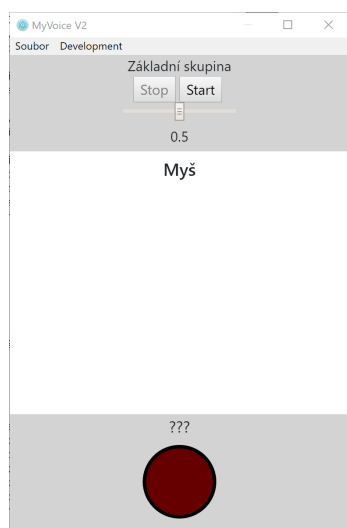 MyVoice V2
Soubor Development
Základní skupina
Stop Start
0.5
Myš
???